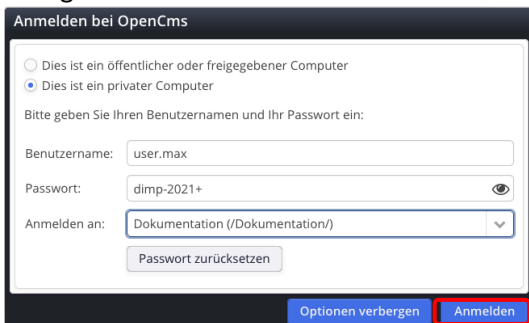 Anmelden bei OpenCms
Dies ist ein öffentlicher oder freigegebener Computer
Dies ist ein privater Computer
Bitte geben Sie Ihren Benutzernamen und Ihr Passwort ein:
Benutzername: user.max
Passwort: dimp-2021+
Anmelden an: Dokumentation (/Dokumentation/)
Passwort zurücksetzen
Optionen verbergen Anmelden